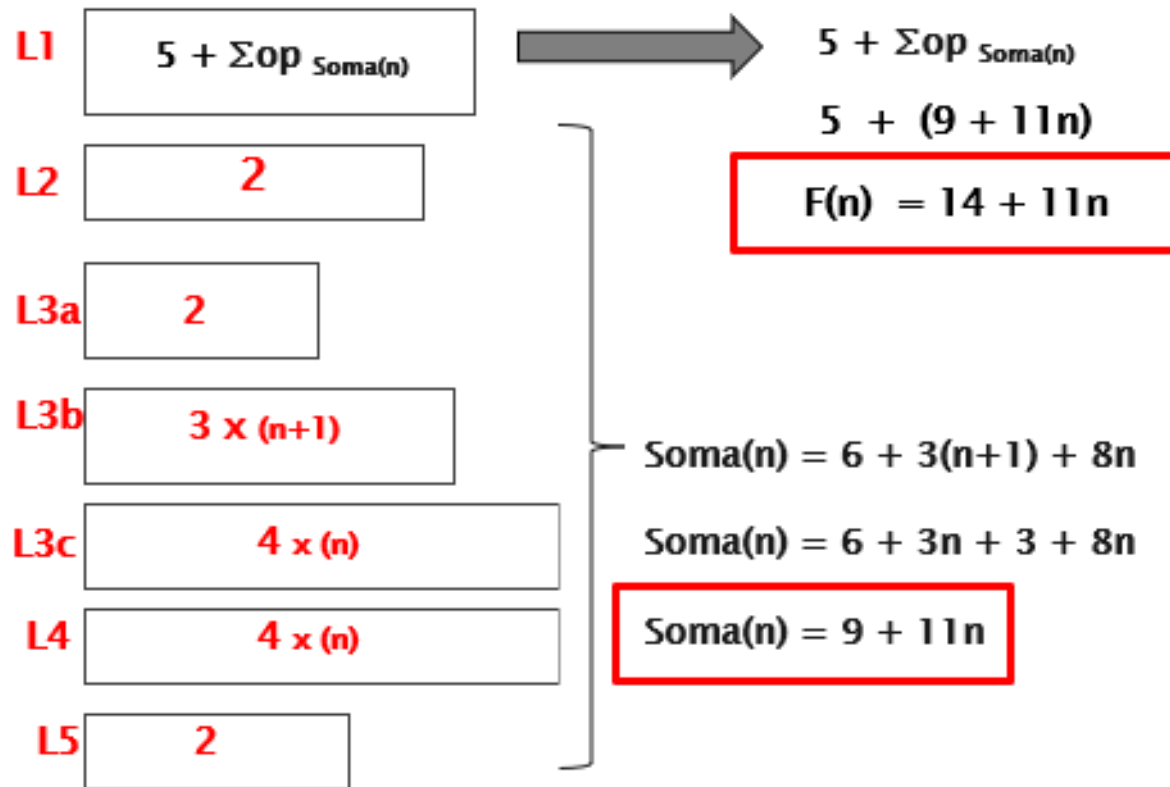 L1 5 + Σop Soma(n)
L2 2
L3a 2
L3b 3 x (n+1)
L3c 4 x (n)
L4 4 x (n)
L5 2
5 + Σop Soma(n)
5 + (9 + 11n)
F(n) = 14 + 11n
Soma(n) = 6 + 3(n+1) + 8n
Soma(n) = 6 + 3n + 3 + 8n
Soma(n) = 9 + 11n